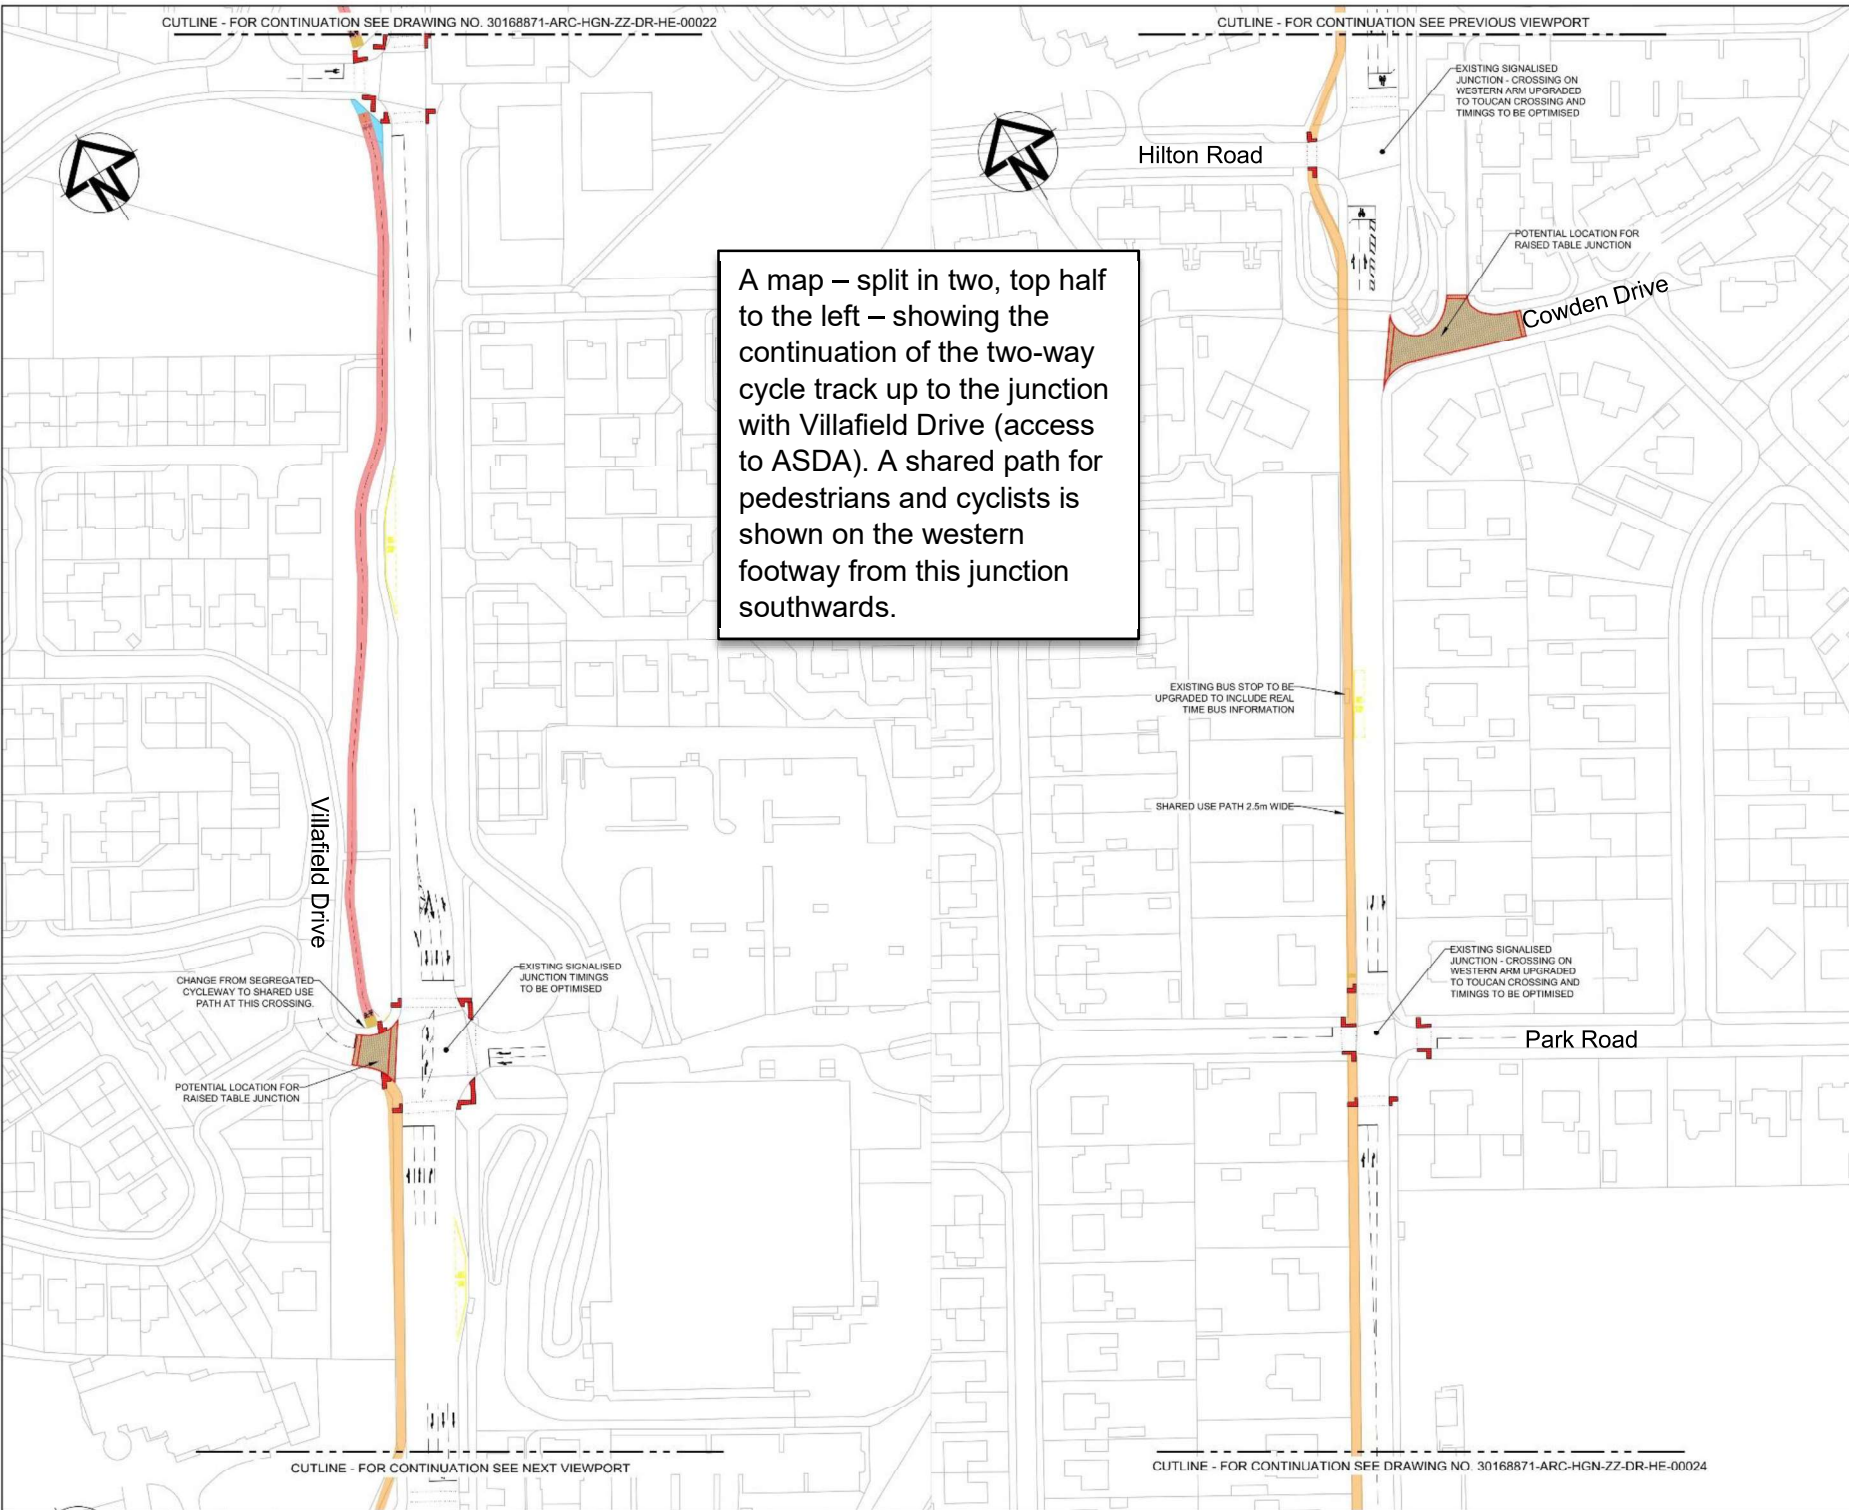 CUTLINE - FOR CONTINUATION SEE DRAWING NO. 30168871-ARC-HGN-ZZ-DR-HE-00022
N
A map – split in two, top half
to the left – showing the
continuation of the two-way
cycle track up to the junction
with Villafield Drive (access
to ASDA). A shared path for
pedestrians and cyclists is
shown on the western
footway from this junction
southwards.
Villafield Drive
CHANGE FROM SEGREGATED
CYCLEWAY TO SHARED USE
PATH AT THIS CROSSING.
EXISTING SIGNALISED
JUNCTION TIMINGS
TO BE OPTIMISED
POTENTIAL LOCATION FOR
RAISED TABLE JUNCTION
CUTLINE - FOR CONTINUATION SEE NEXT VIEWPORT
CUTLINE - FOR CONTINUATION SEE PREVIOUS VIEWPORT
EXISTING SIGNALISED
JUNCTION - CROSSING ON
WESTERN ARM UPGRADED
TO TOUCAN CROSSING AND
TIMINGS TO BE OPTIMISED
N
Hilton Road
POTENTIAL LOCATION FOR
RAISED TABLE JUNCTION
Cowden Drive
EXISTING BUS STOP TO BE
UPGRADED TO INCLUDE REAL
TIME BUS INFORMATION
SHARED USE PATH 2.5m WIDE
EXISTING SIGNALISED
JUNCTION - CROSSING ON
WESTERN ARM UPGRADED
TO TOUCAN CROSSING AND
TIMINGS TO BE OPTIMISED
Park Road
CUTLINE - FOR CONTINUATION SEE DRAWING NO. 30168871-ARC-HGN-ZZ-DR-HE-00024